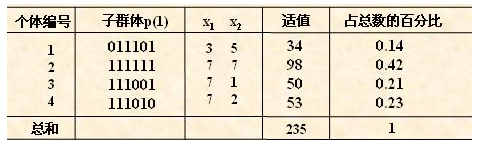 个体编号 子群体p(1) x1 x2 适值 占总数的百分比
1 011101 3 5 34 0.14
2 111111 7 7 98 0.42
3 111001 7 1 50 0.21
4 111010 7 2 53 0.23
总和 235 1